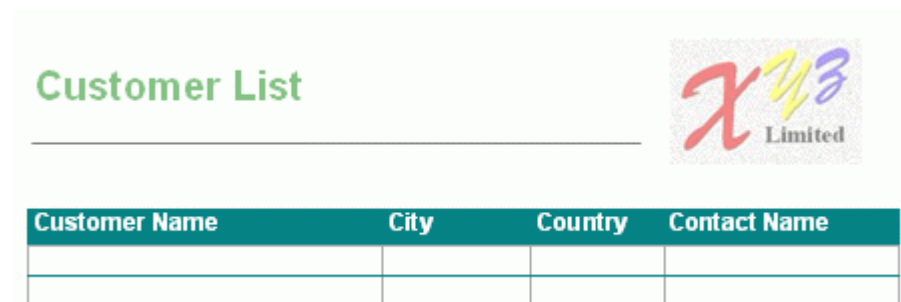 Customer List
XYZ
Limited
Customer Name City Country Contact Name